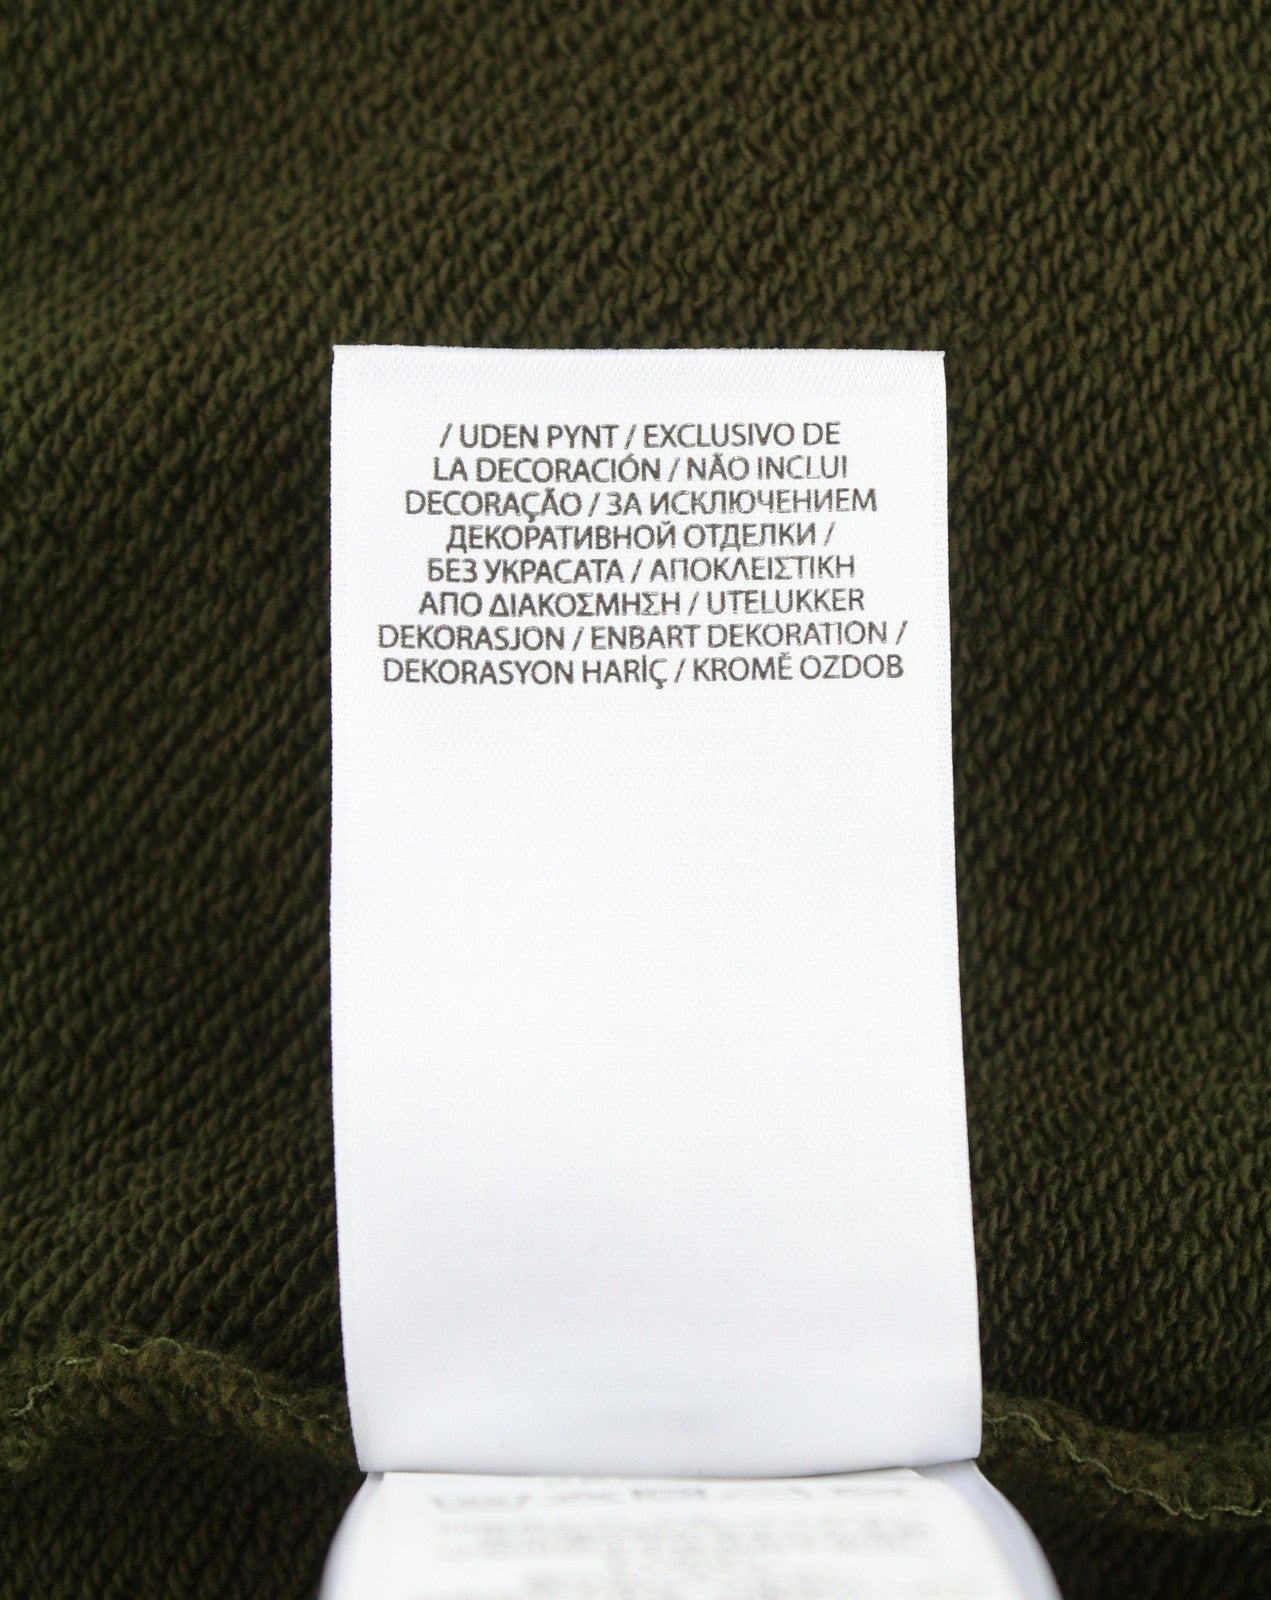 / UDEN PYNT / EXCLUSIVO DE
LA DECORACIÓN / NÃO INCLUI
DECORAÇÃO / ЗА ИСКЛЮЧЕНИЕМ
ДЕКОРАТИВНОЙ ОТДЕЛКИ /
БЕЗ УКРАСАТА / ΑΠΟΚΛΕΙΣΤΙΚΗ
ΑΠΟ ΔΙΑΚΟΣΜΗΣΗ / UTELUKKER
DEKORASJON / ENBART DEKORATION /
DEKORASYON HARİÇ / KROMĚ OZDOB